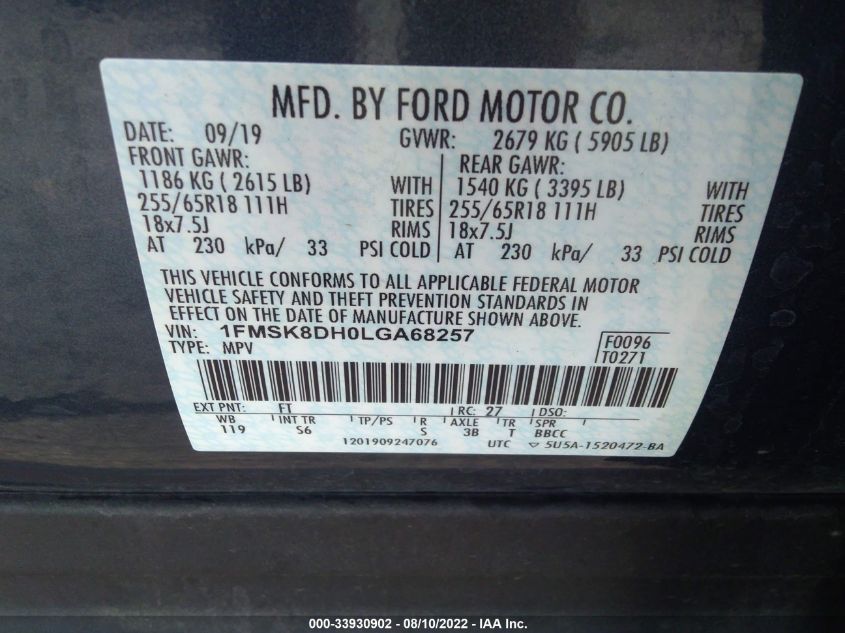 MFD. BY FORD MOTOR CO.
DATE: 09/19 GVWR: 2679 KG ( 5905 LB)
FRONT GAWR: REAR GAWR:
1186 KG ( 2615 LB) WITH 1540 KG ( 3395 LB) WITH
255/65R18 111H TIRES 255/65R18 111H TIRES
18x7.5J RIMS 18x7.5J RIMS
AT 230 kPa/ 33 PSI COLD AT 230 kPa/ 33 PSI COLD
THIS VEHICLE CONFORMS TO ALL APPLICABLE FEDERAL MOTOR
VEHICLE SAFETY AND THEFT PREVENTION STANDARDS IN
EFFECT ON THE DATE OF MANUFACTURE SHOWN ABOVE.
VIN: 1FMSK8DH0LGA68257 F0096
TYPE: MPV T0271
EXT PNT: FT RC: 27 DSO:
WB INT TR TP/PS R AXLE TR SPR
119 S6 S 3B T BBCC
1201909247076 UTC ▽ 5U5A-1520472-BA
000-33930902 - 08/10/2022 - IAA Inc.